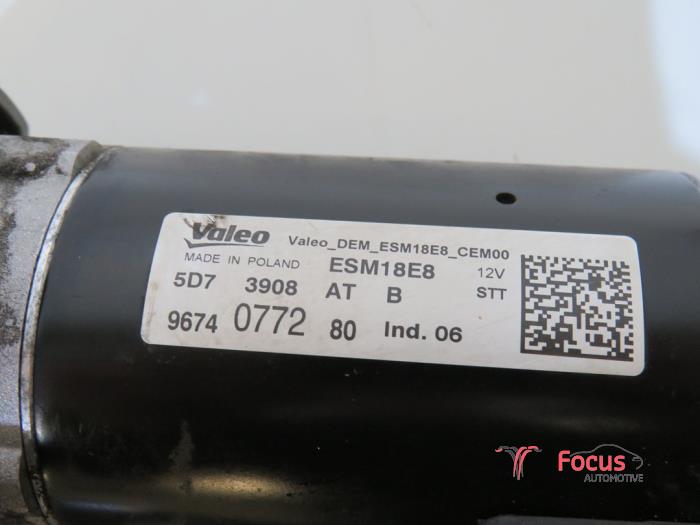 Valeo Valeo_DEM_ESM18E8_CEM00
MADE IN POLAND ESM18E8 12V
5D7 3908 AT B STT
9674 0772 80 Ind. 06
Focus
AUTOMOTIVE